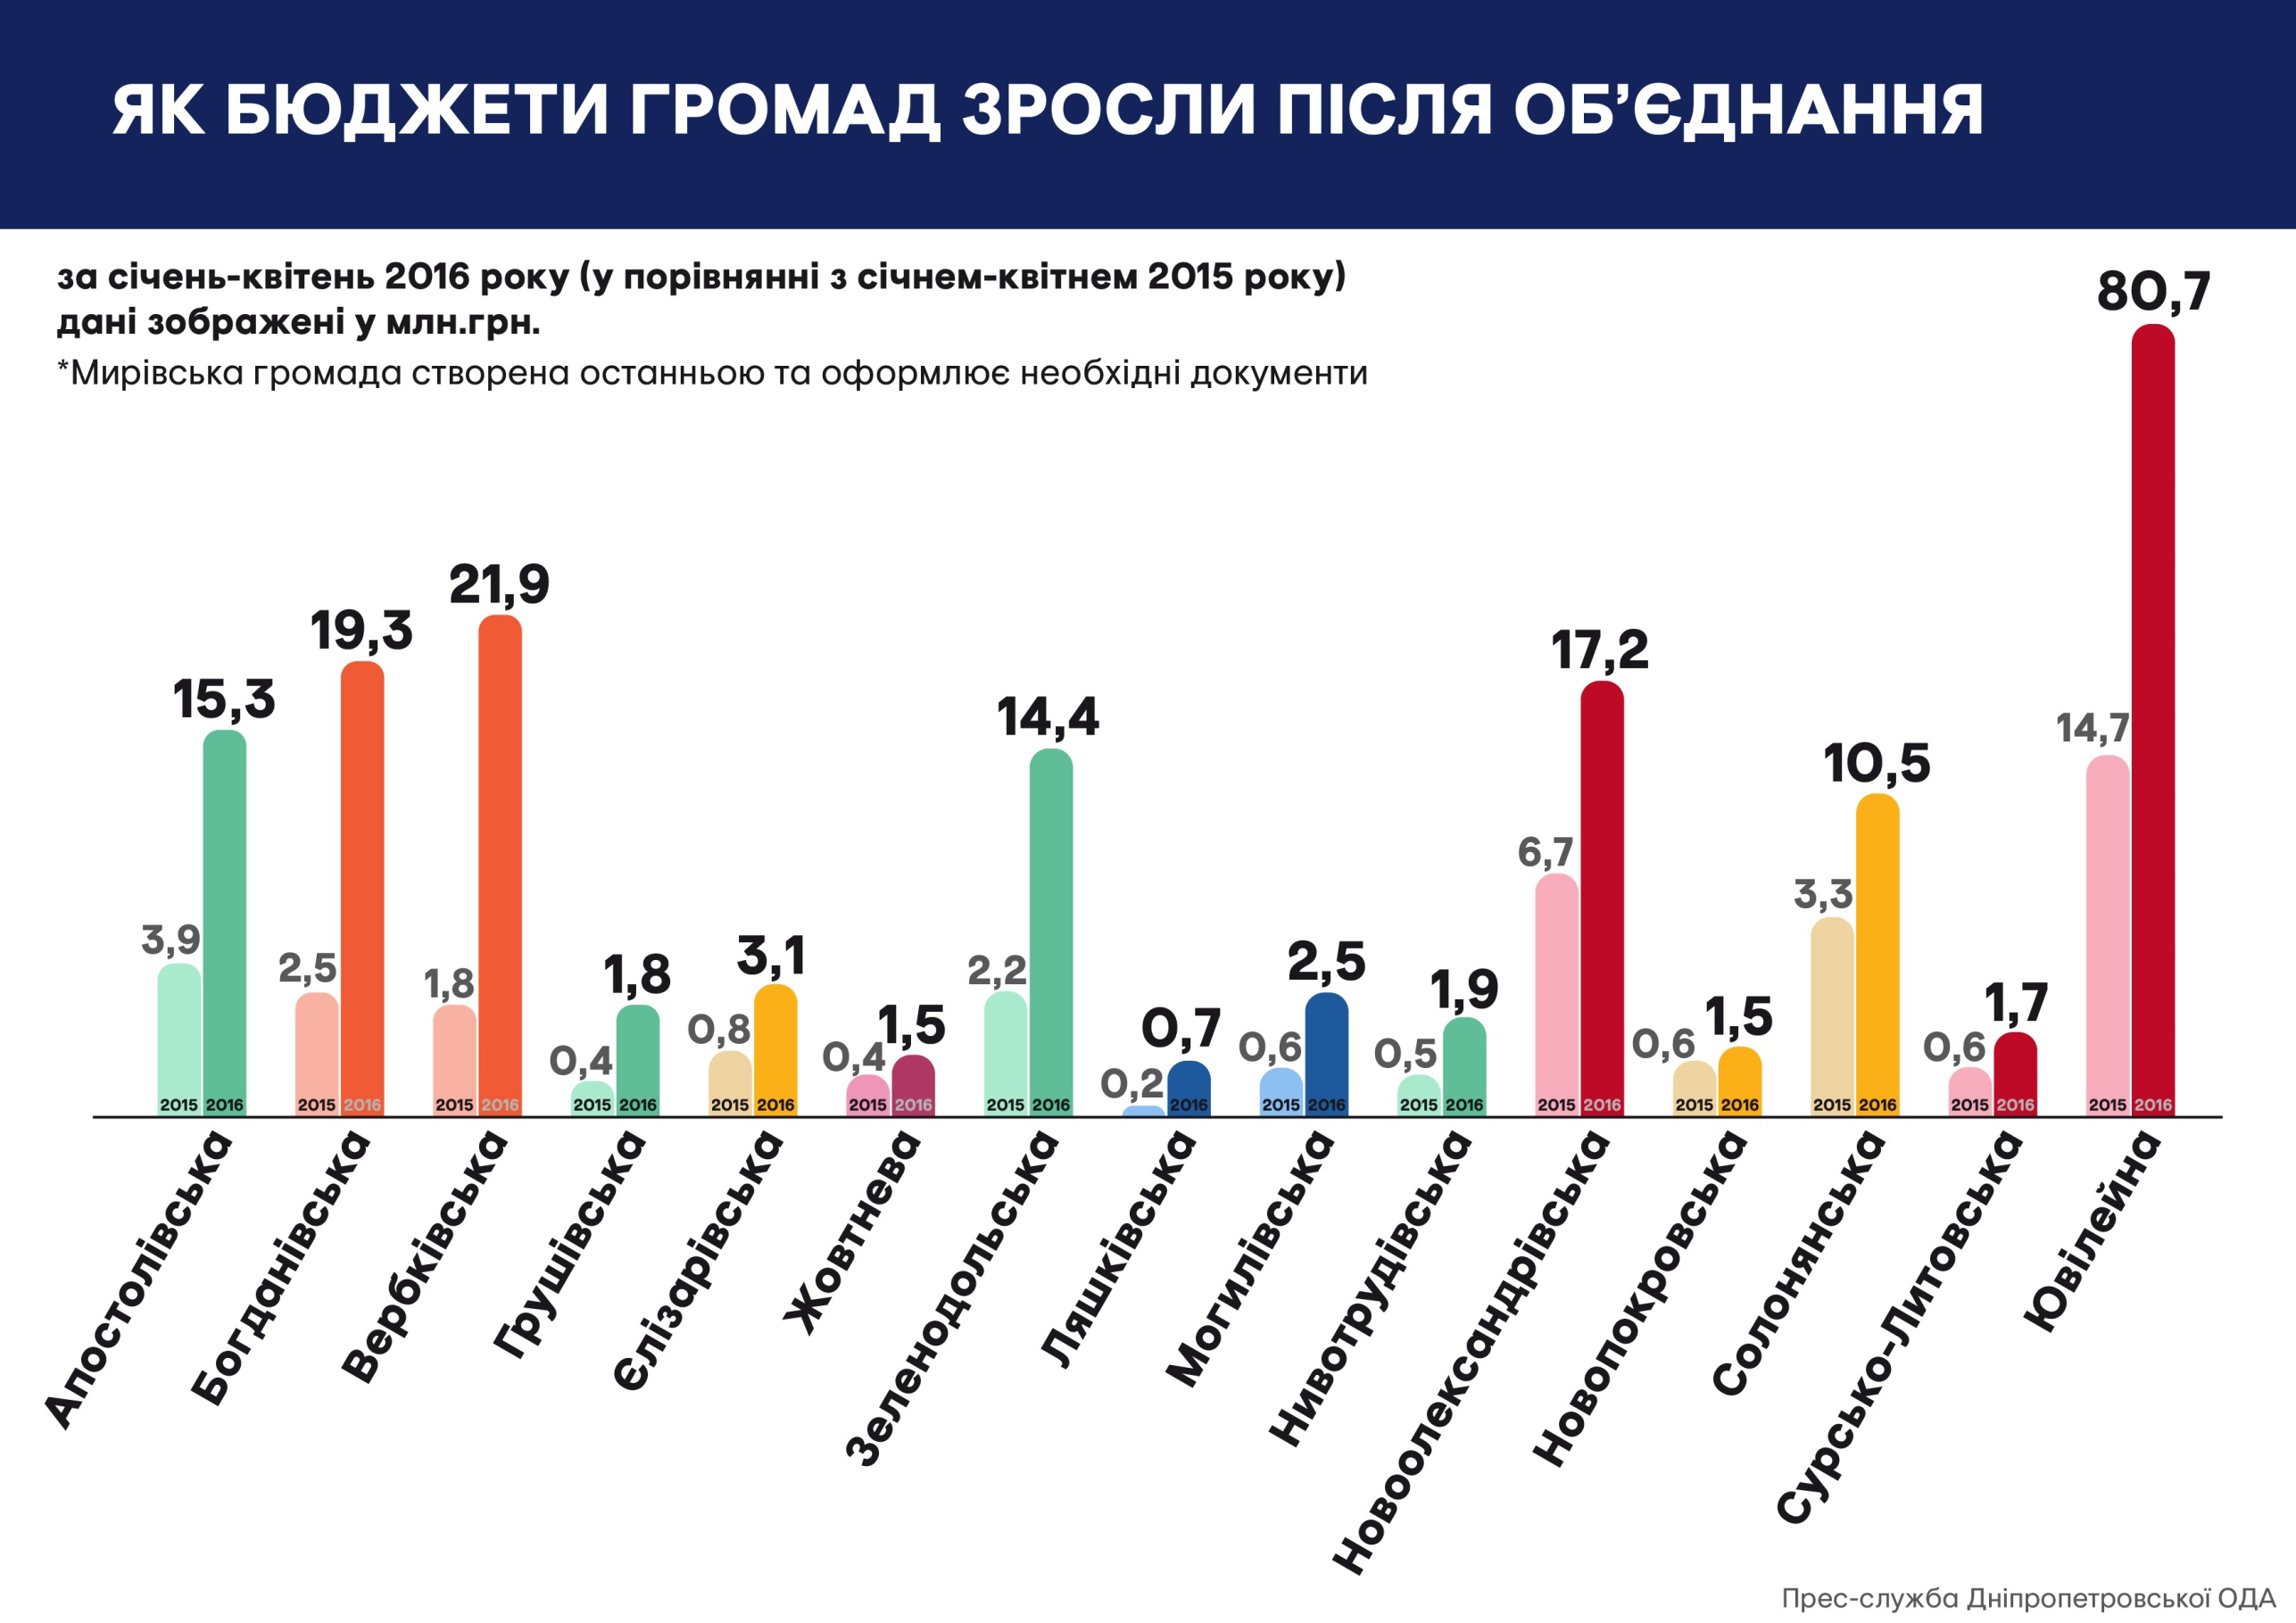 ЯК БЮДЖЕТИ ГРОМАД ЗРОСЛИ ПІСЛЯ ОБ’ЄДНАННЯ
за січень-квітень 2016 року (у порівнянні з січнем-квітнем 2015 року)
дані зображені у млн.грн.
*Мирівська громада створена останньою та оформлює необхідні документи
3,9 15,3
2,5 19,3
1,8 21,9
0,4 1,8
0,8 3,1
0,4 1,5
2,2 14,4
0,2 0,7
0,6 2,5
0,5 1,9
6,7 17,2
0,6 1,5
3,3 10,5
0,6 1,7
14,7 80,7
2015 2016 2015 2016 2015 2016 2015 2016 2015 2016 2015 2016 2015 2016 2016 2015 2016 2015 2016 2015 2016 2015 2016 2015 2016 2015 2016 2015 2016
Апостолівська
Богданівська
Вербківська
Грушівська
Єлізарівська
Жовтнева
Зеленодольська
Ляшківська
Могилівська
Нивотрудівська
Новоолександрівська
Новопокровська
Солонянська
Сурсько-Литовська
Ювілейна
Прес-служба Дніпропетровської ОДА